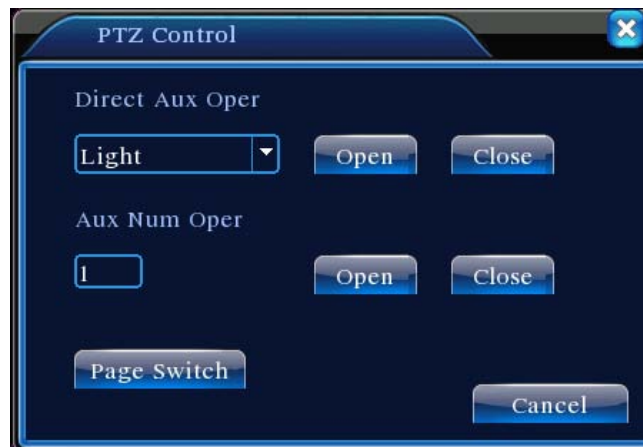 PTZ Control
Direct Aux Oper
Light Open Close
Aux Num Oper
1 Open Close
Page Switch
Cancel